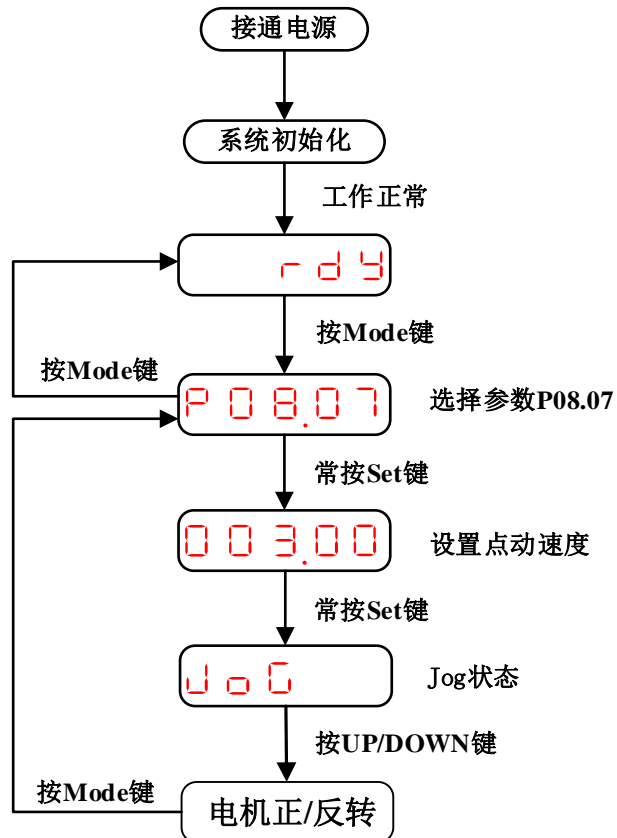 接通电源
系统初始化
工作正常
rdy
按Mode键
按Mode键
P08.07
选择参数P08.07
常按Set键
003.00
设置点动速度
常按Set键
JoG
Jog状态
按UP/DOWN键
按Mode键
电机正/反转